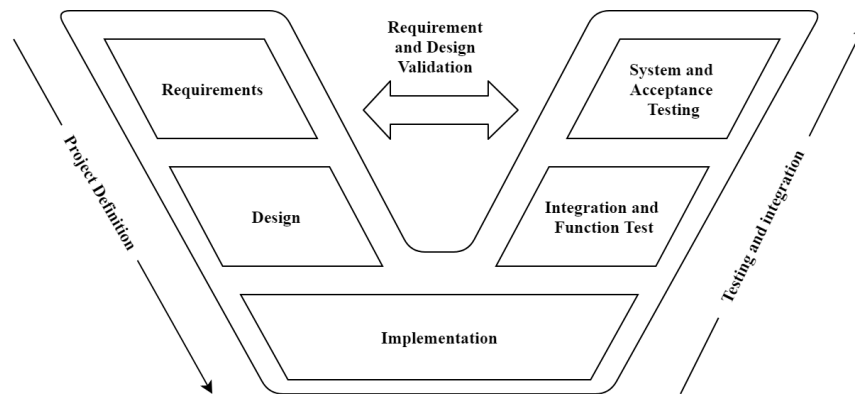 Requirement
and Design
Validation
Requirements
System and
Acceptance
Testing
Project Definition
Design
Integration and
Function Test
Testing and integration
Implementation